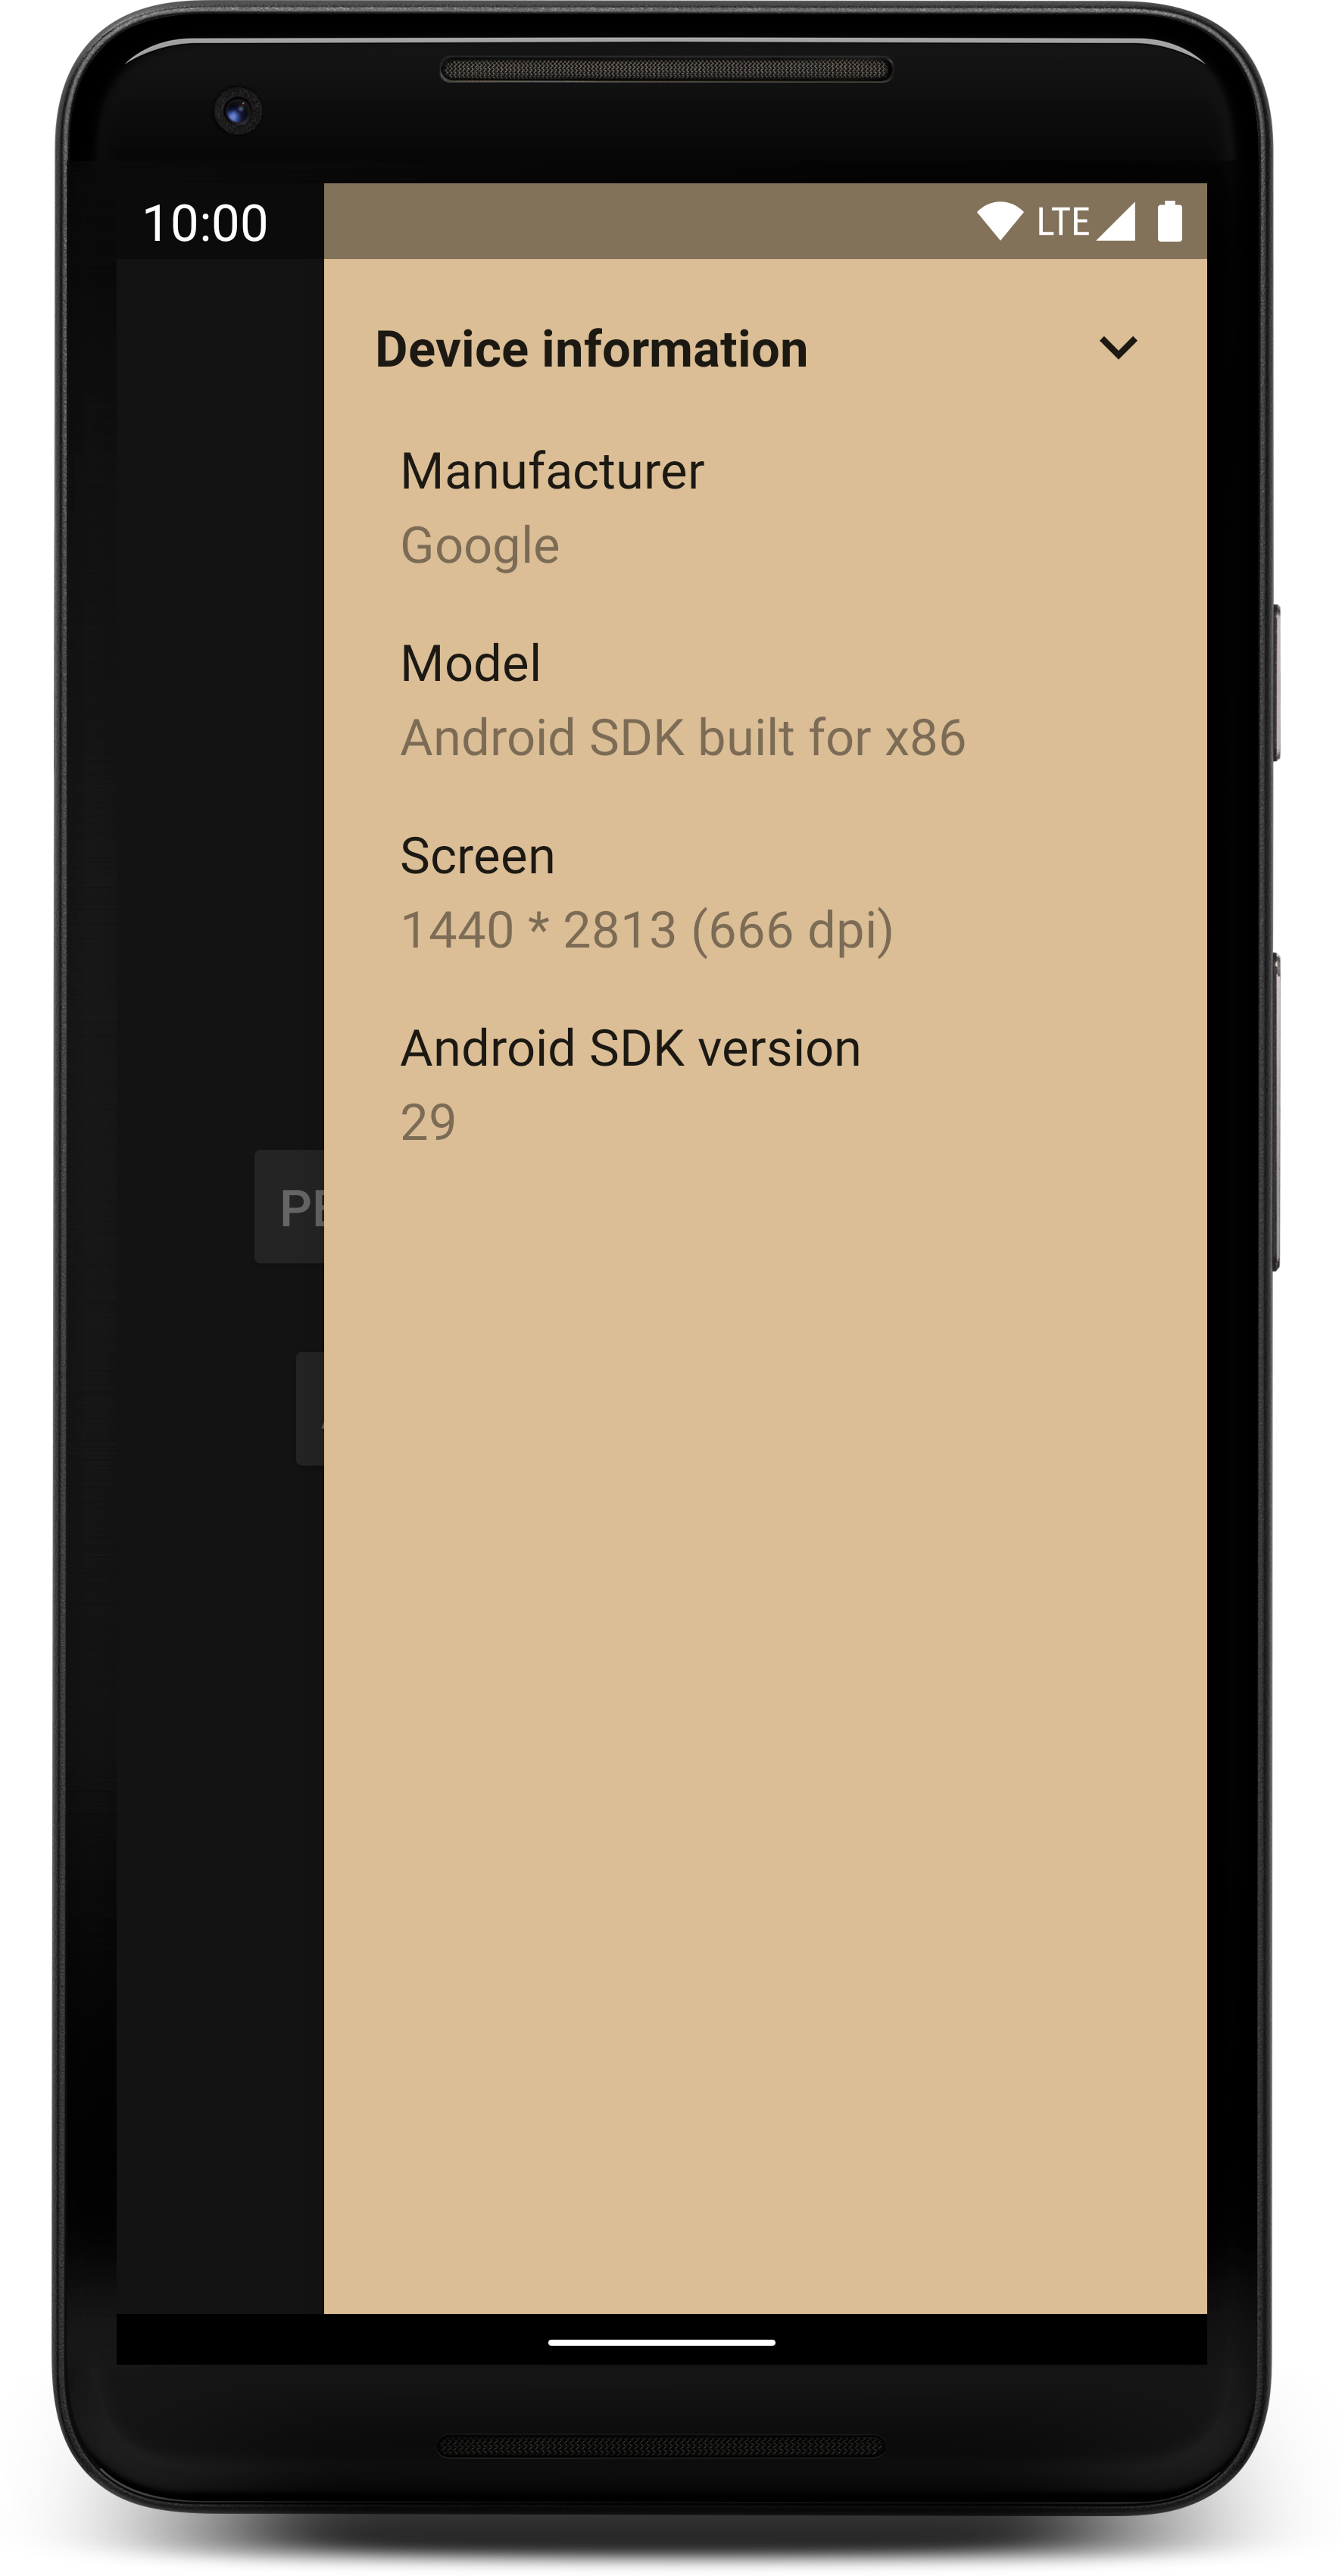 10:00 LTE
Device information
Manufacturer
Google
Model
Android SDK built for x86
Screen
1440 * 2813 (666 dpi)
Android SDK version
29